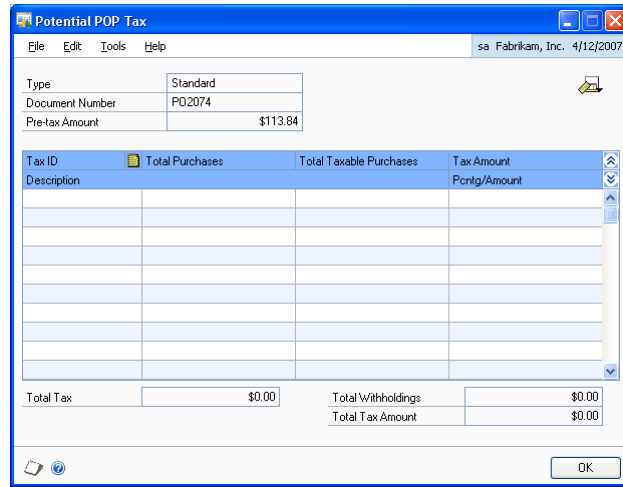 Potential POP Tax
File Edit Tools Help sa Fabrikam, Inc. 4/12/2007
Type Standard
Document Number PO2074
Pre-tax Amount $113.84
Tax ID Total Purchases Total Taxable Purchases Tax Amount
Description Pcntg/Amount
Total Tax $0.00 Total Withholdings $0.00
Total Tax Amount $0.00
OK